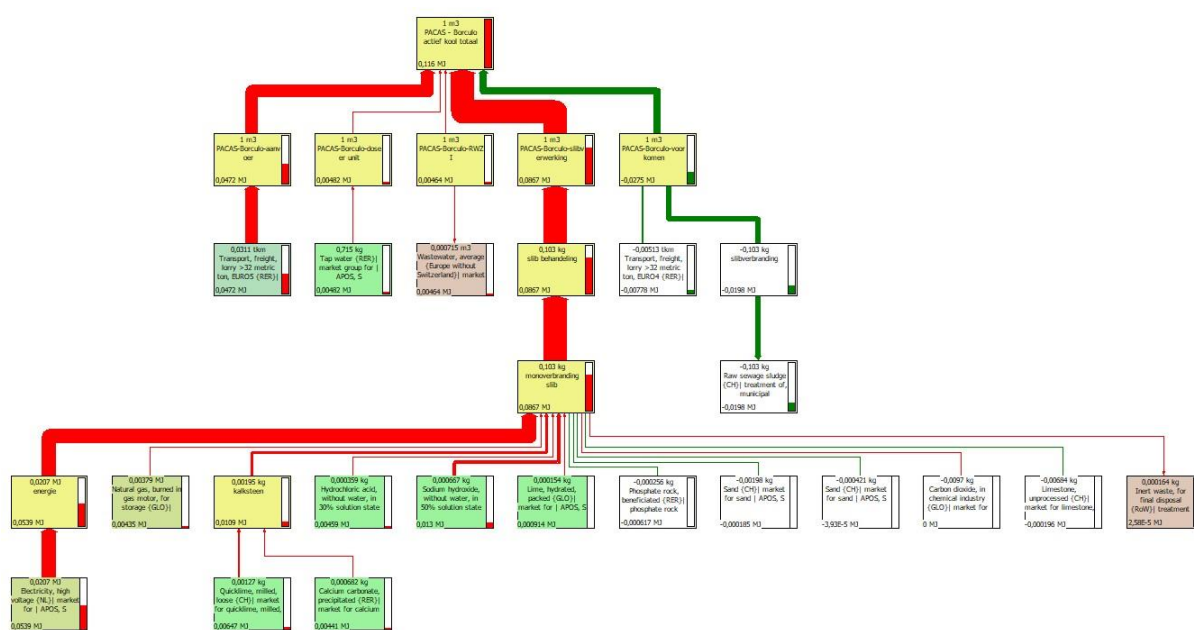 1 m3
PACAS - Borculo
actief kool totaal
0,116 MJ
1 m3
PACAS-Borculo-aanv
oer
0,0472 MJ
1 m3
PACAS-Borculo-dose
er unit
0,00482 MJ
1 m3
PACAS-Borculo-RWZ
I
0,00464 MJ
1 m3
PACAS-Borculo-slibv
erwerking
0,0867 MJ
1 m3
PACAS-Borculo-voor
komen
-0,0275 MJ
0,0311 tkm
Transport, freight,
lorry >32 metric
ton, EURO5 {RER}|
0,0472 MJ
0,715 kg
Tap water {RER}|
market group for |
APOS, S
0,00482 MJ
0,000715 m3
Wastewater, average
{Europe without
Switzerland}| market
0,00464 MJ
0,103 kg
slib behandeling
0,0867 MJ
-0,00513 tkm
Transport, freight,
lorry >32 metric
ton, EURO4 {RER}|
-0,00778 MJ
-0,103 kg
slibverbranding
-0,0198 MJ
0,103 kg
monoverbranding
slib
0,0867 MJ
-0,103 kg
Raw sewage sludge
{CH}| treatment of,
municipal
-0,0198 MJ
0,0207 MJ
energie
0,0539 MJ
0,00379 MJ
Natural gas, burned in
gas motor, for
storage {GLO}|
0,00435 MJ
0,00195 kg
kalksteen
0,0109 MJ
0,000359 kg
Hydrochloric acid,
without water, in
30% solution state
0,00459 MJ
0,000667 kg
Sodium hydroxide,
without water, in
50% solution state
0,013 MJ
0,000154 kg
Lime, hydrated,
packed {GLO}|
market for | APOS, S
0,000914 MJ
-0,000256 kg
Phosphate rock,
beneficiated {RER}|
phosphate rock
-0,000617 MJ
-0,00198 kg
Sand {CH}| market
for sand | APOS, S
-0,000185 MJ
-0,000421 kg
Sand {CH}| market
for sand | APOS, S
-3,93E-5 MJ
-0,0097 kg
Carbon dioxide, in
chemical industry
{GLO}| market for
0 MJ
-0,00684 kg
Limestone,
unprocessed {CH}|
market for limestone,
-0,000196 MJ
0,000164 kg
Inert waste, for
final disposal
{RoW}| treatment
2,58E-5 MJ
0,0207 MJ
Electricity, high
voltage {NL}| market
for | APOS, S
0,0539 MJ
0,00127 kg
Quicklime, milled,
loose {CH}| market
for quicklime, milled,
0,00647 MJ
0,000682 kg
Calcium carbonate,
precipitated {RER}|
market for calcium
0,00441 MJ